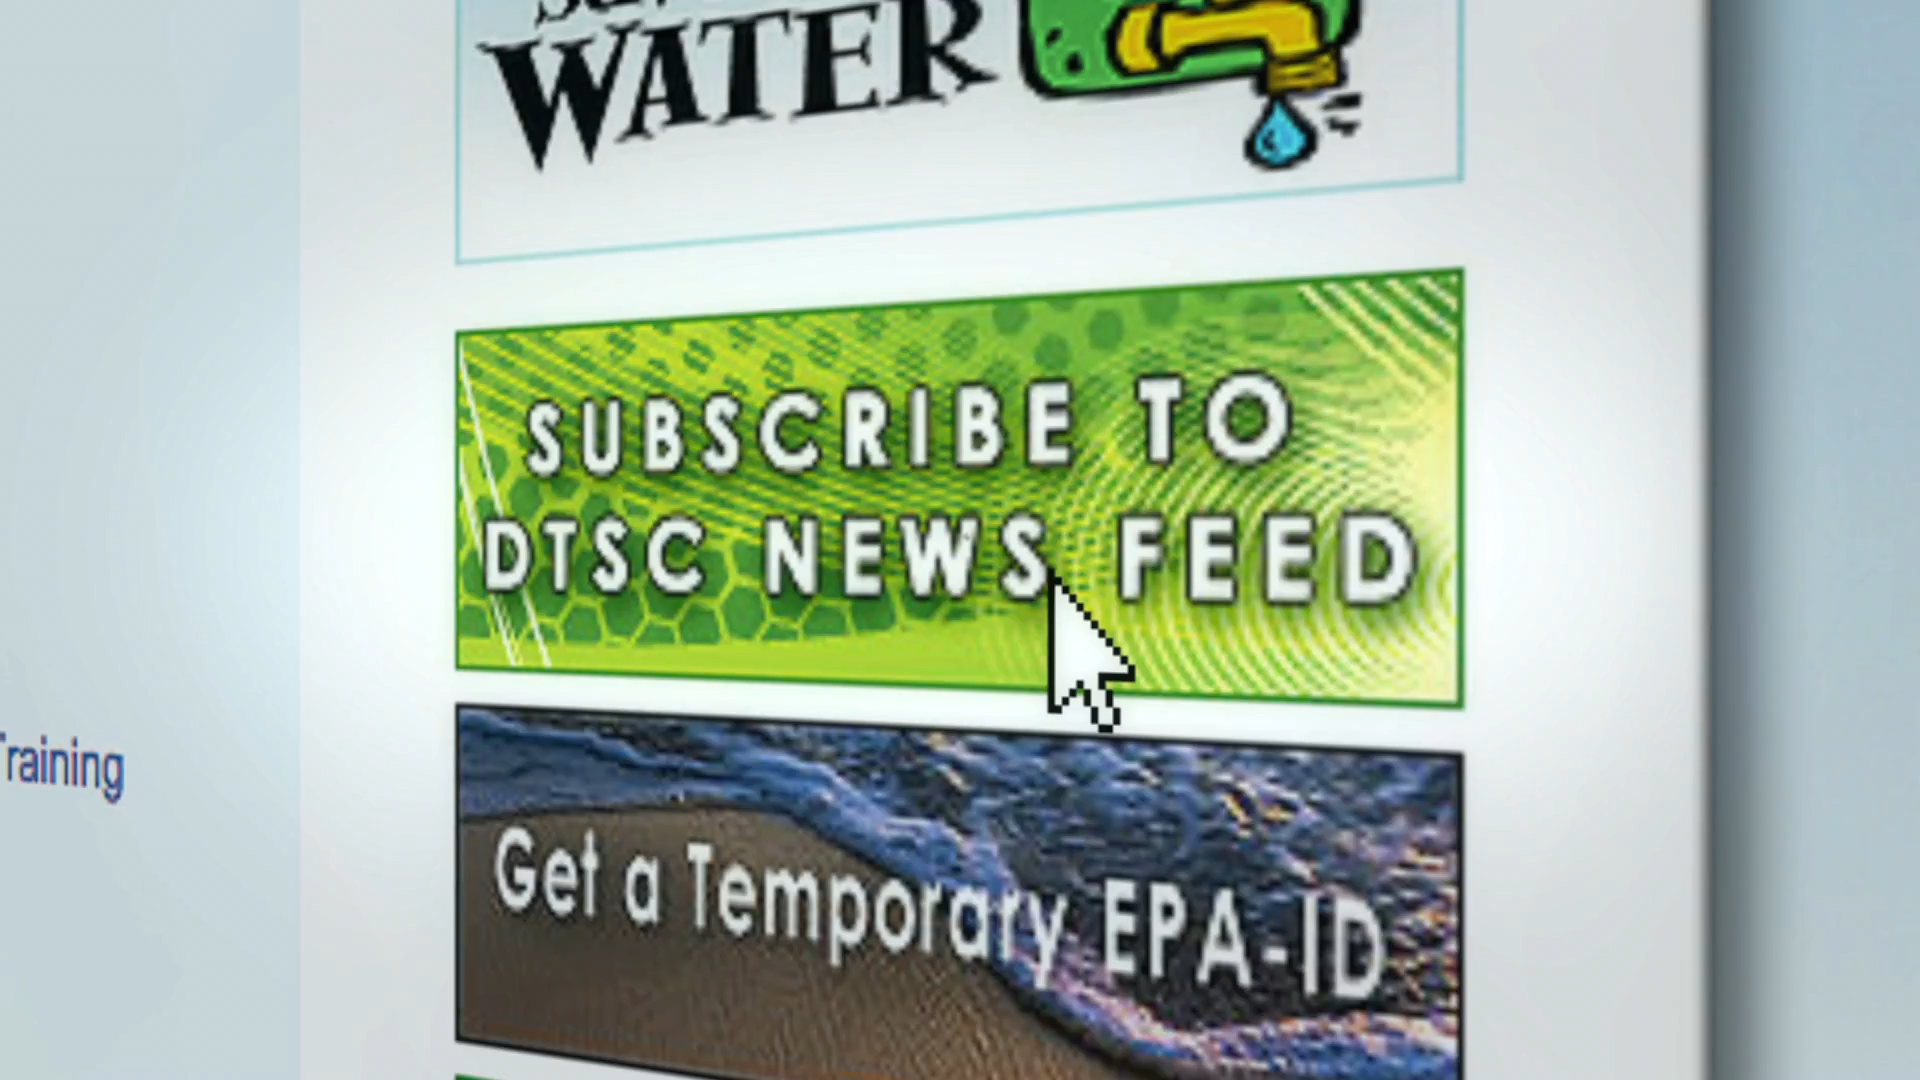 WATER
SUBSCRIBE TO
DTSC NEWS FEED
Training
Get a Temporary EPA-ID